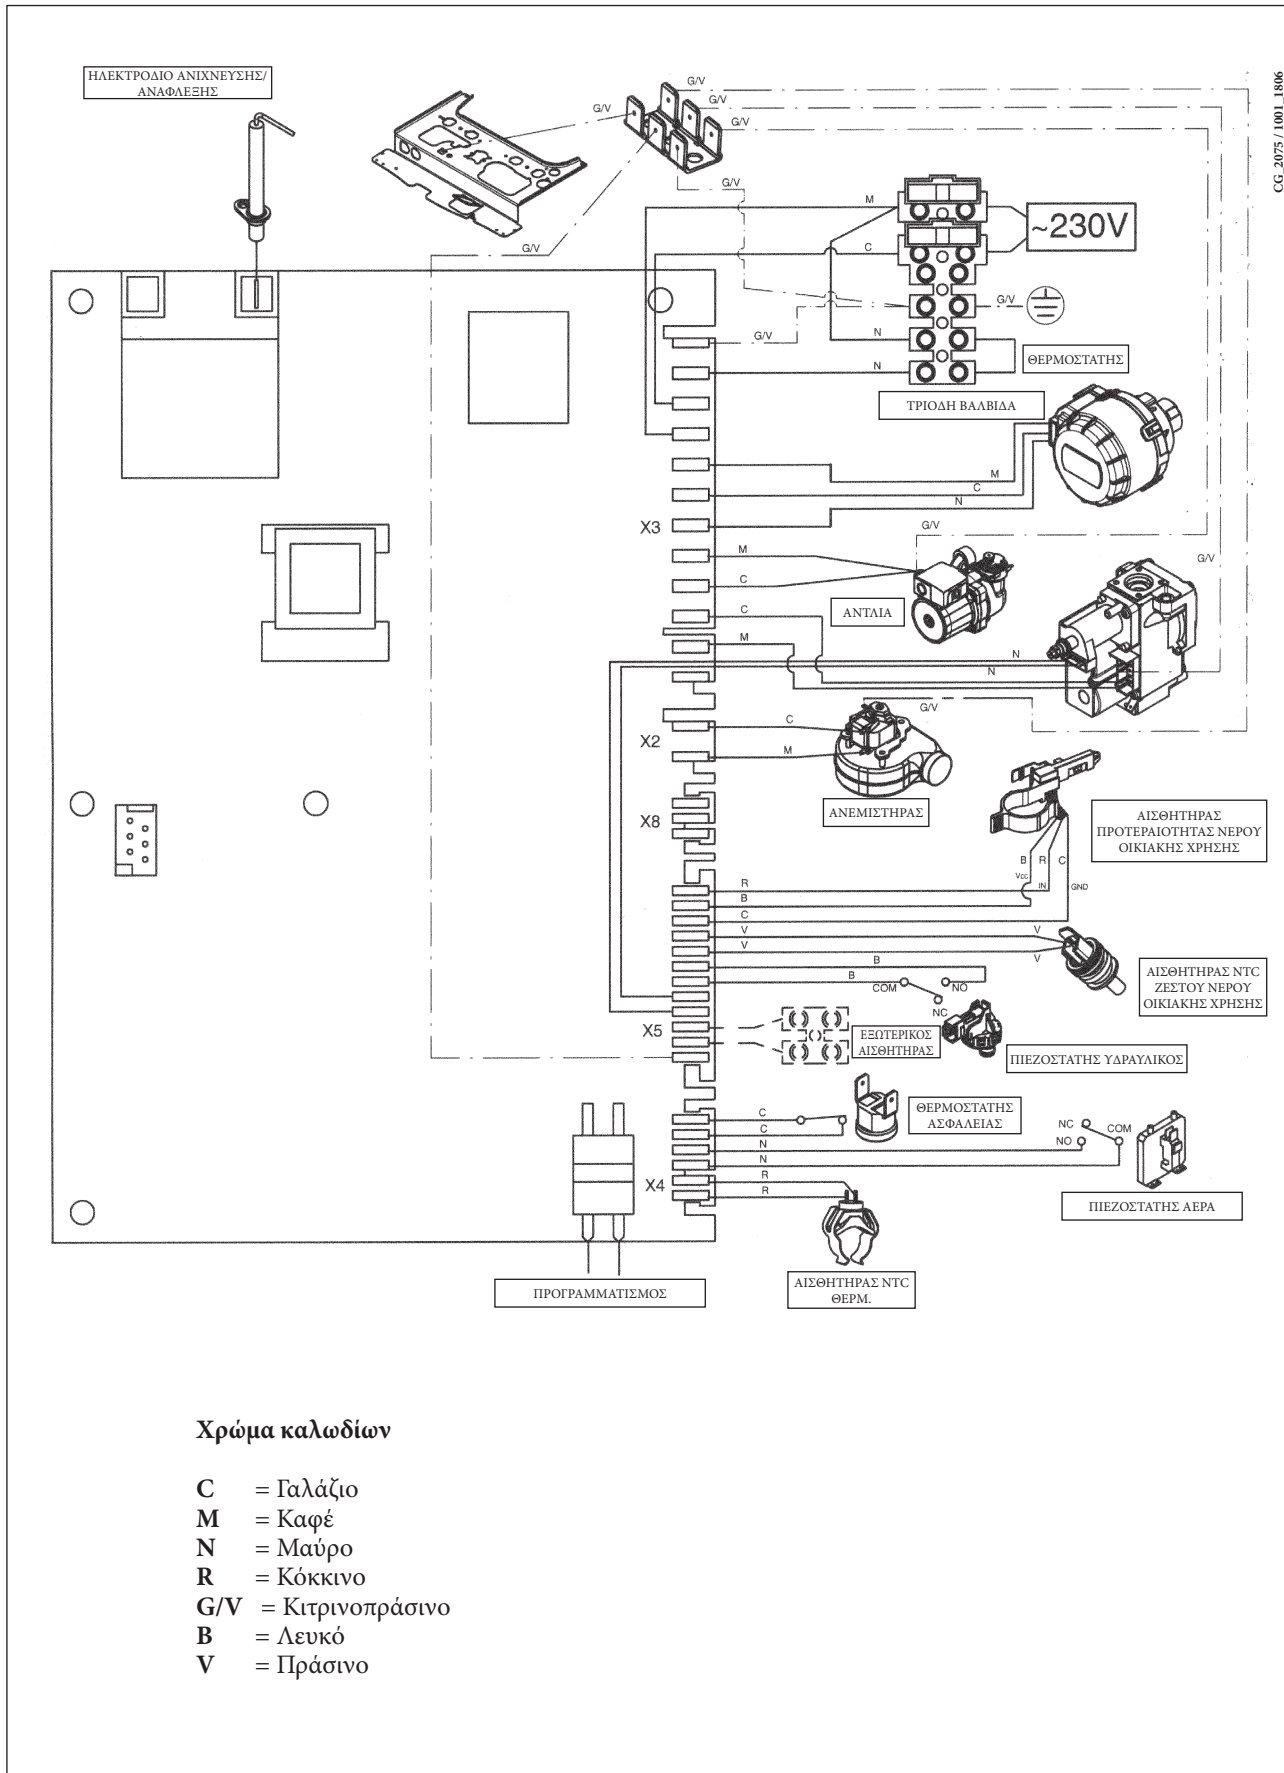 CG_2075 / 1001_1806
ΗΛΕΚΤΡΟΔΙΟ ΑΝΙΧΝΕΥΣΗΣ/
ΑΝΑΦΛΕΞΗΣ
G/V
G/V
G/V
G/V
G/V
G/V
M
~230V
C
G/V
G/V
N
ΘΕΡΜΟΣΤΑΤΗΣ
N
ΤΡΙΟΔΗ ΒΑΛΒΙΔΑ
M
C
N
X3
G/V
M
G/V
C
C
ΑΝΤΛΙΑ
M
N
N
G/V
C
X2
M
ΑΝΕΜΙΣΤΗΡΑΣ
X8
ΑΙΣΘΗΤΗΡΑΣ
ΠΡΟΤΕΡΑΙΟΤΗΤΑΣ ΝΕΡΟΥ
ΟΙΚΙΑΚΗΣ ΧΡΗΣΗΣ
B R C
Vcc
IN
GND
R
B
C
V
V
V
V
B
B
COM
NO
NC
ΑΙΣΘΗΤΗΡΑΣ NTC
ΖΕΣΤΟΥ ΝΕΡΟΥ
ΟΙΚΙΑΚΗΣ ΧΡΗΣΗΣ
X5
ΕΞΩΤΕΡΙΚΟΣ
ΑΙΣΘΗΤΗΡΑΣ
ΠΙΕΖΟΣΤΑΤΗΣ ΥΔΡΑΥΛΙΚΟΣ
C
C
N
N
ΘΕΡΜΟΣΤΑΤΗΣ
ΑΣΦΑΛΕΙΑΣ
NC
COM
NO
X4
R
R
ΠΙΕΖΟΣΤΑΤΗΣ ΑΕΡΑ
ΠΡΟΓΡΑΜΜΑΤΙΣΜΟΣ
ΑΙΣΘΗΤΗΡΑΣ NTC
ΘΕΡΜ.
Χρώμα καλωδίων
C = Γαλάζιο
M = Καφέ
N = Μαύρο
R = Κόκκινο
G/V = Κιτρινοπράσινο
B = Λευκό
V = Πράσινο